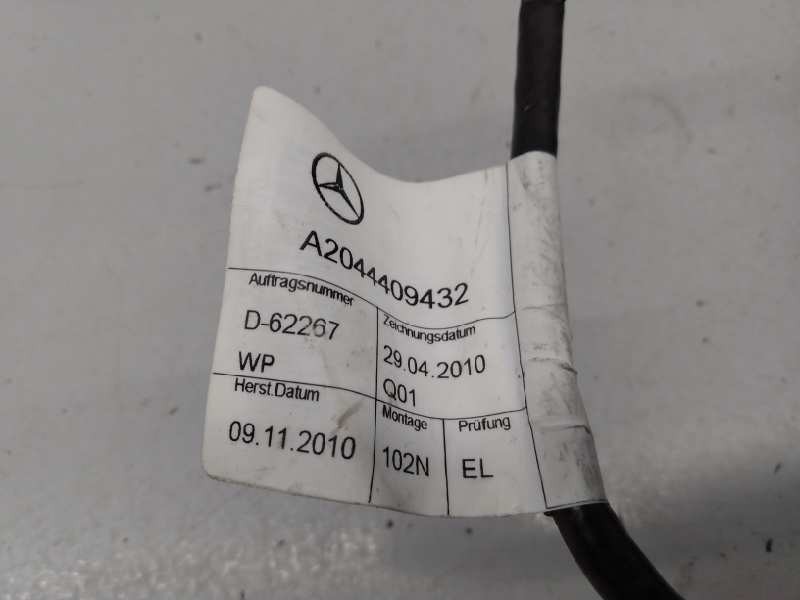 A2044409432
Auftragsnummer
D-62267
WP
Zeichnungsdatum
29.04.2010
Q01
Herst.Datum
09.11.2010
Montage
102N
Prüfung
EL